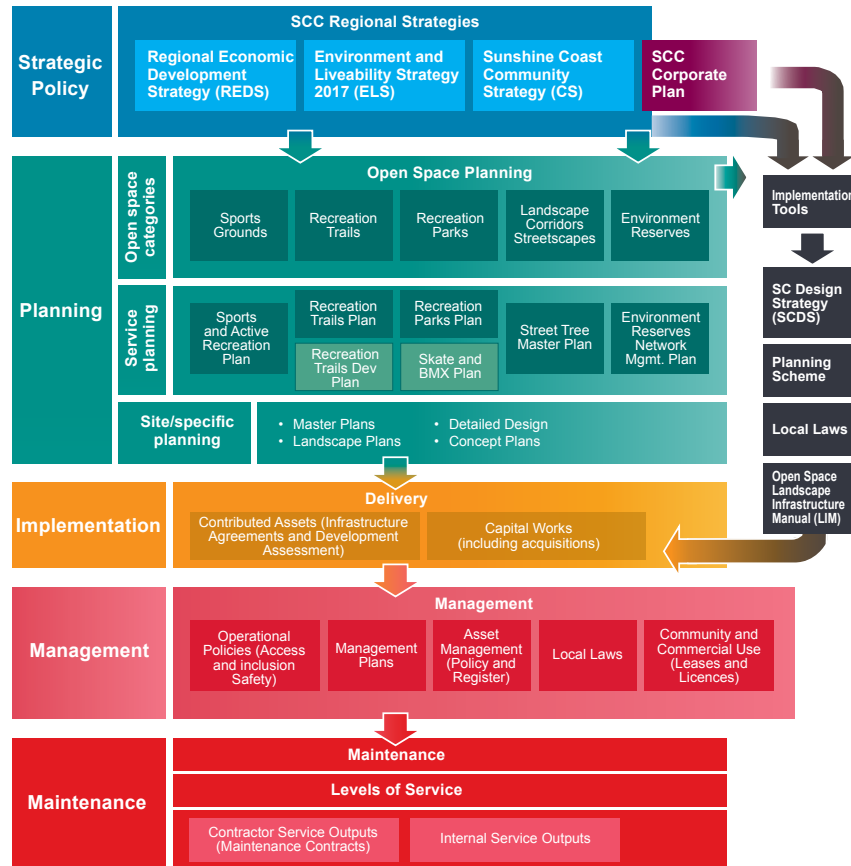 SCC Regional Strategies
Strategic
Policy
Regional Economic
Development
Strategy (REDS)
Environment and
Liveability Strategy
2017 (ELS)
Sunshine Coast
Community
Strategy (CS)
SCC
Corporate
Plan
Planning
Open space
categories
Open Space Planning
Sports
Grounds
Recreation
Trails
Recreation
Parks
Landscape
Corridors
Streetscapes
Environment
Reserves
Service
planning
Sports
and Active
Recreation
Plan
Recreation
Trails Plan
Recreation
Trails Dev
Plan
Recreation
Parks Plan
Skate and
BMX Plan
Street Tree
Master Plan
Environment
Reserves
Network
Mgmt. Plan
Site/specific
planning
• Master Plans
• Landscape Plans
• Detailed Design
• Concept Plans
Implementation
Tools
SC Design
Strategy
(SCDS)
Planning
Scheme
Local Laws
Open Space
Landscape
Infrastructure
Manual (LIM)
Implementation
Delivery
Contributed Assets (Infrastructure
Agreements and Development
Assessment)
Capital Works
(including acquisitions)
Management
Management
Operational
Policies (Access
and inclusion
Safety)
Management
Plans
Asset
Management
(Policy and
Register)
Local Laws
Community and
Commercial Use
(Leases and
Licences)
Maintenance
Maintenance
Levels of Service
Contractor Service Outputs
(Maintenance Contracts)
Internal Service Outputs